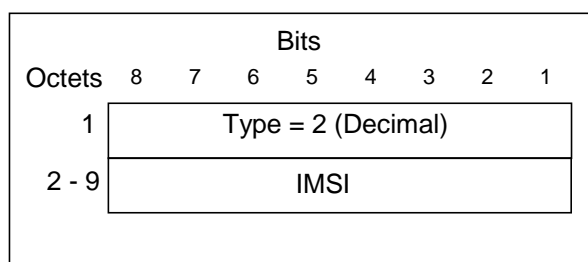 Bits
Octets 8 7 6 5 4 3 2 1
1 Type = 2 (Decimal)
2 - 9 IMSI